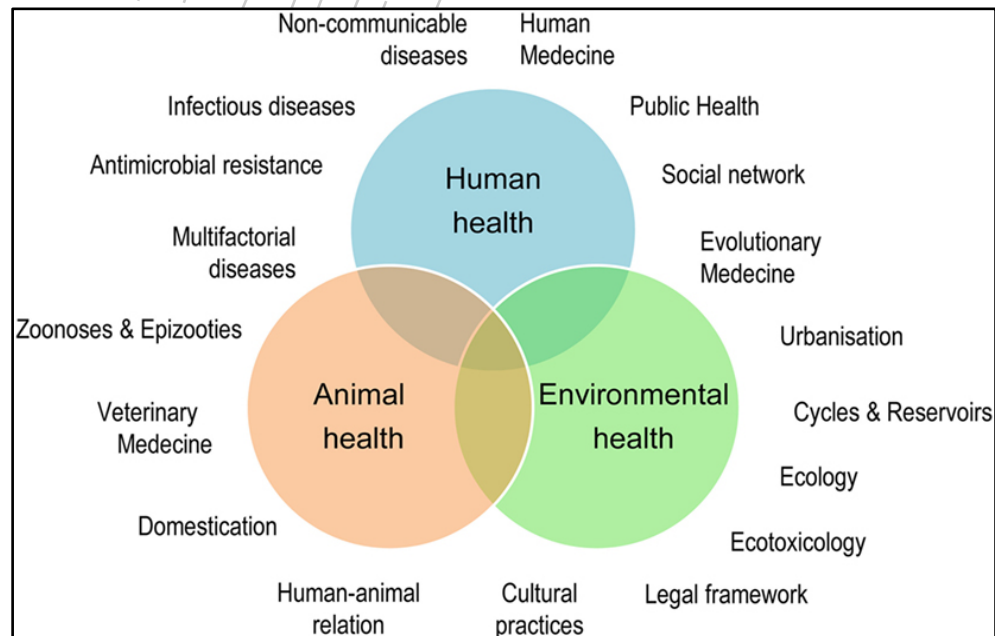 Non-communicable
diseases
Human
Medecine
Infectious diseases
Public Health
Antimicrobial resistance
Social network
Human
health
Multifactorial
diseases
Evolutionary
Medecine
Zoonoses & Epizooties
Urbanisation
Animal
health
Environmental
health
Veterinary
Medecine
Cycles & Reservoirs
Ecology
Domestication
Ecotoxicology
Human-animal
relation
Cultural
practices
Legal framework